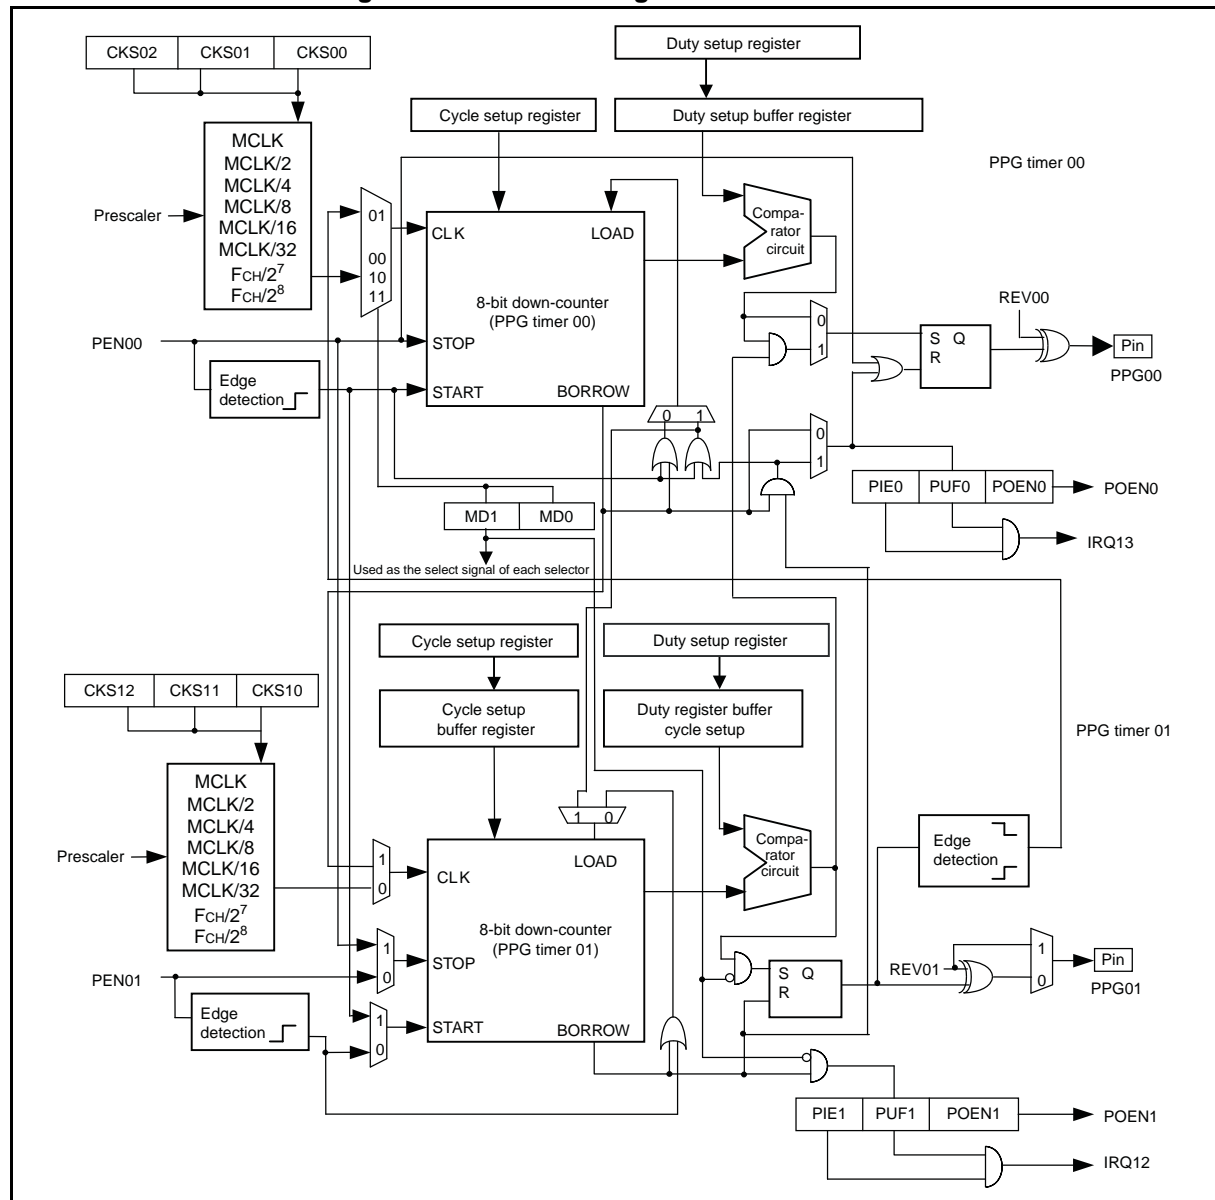 Duty setup register
CKS02 CKS01 CKS00
Cycle setup register
Duty setup buffer register
MCLK
MCLK/2
MCLK/4
MCLK/8
MCLK/16
MCLK/32
FCH/2^7
FCH/2^8
Prescaler
PPG timer 00
01
00
10
11
CLK
LOAD
8-bit down-counter
(PPG timer 00)
STOP
START
BORROW
Compa-
rator
circuit
PEN00
Edge
detection
0
1
S Q
R
REV00
Pin
PPG00
0 1
0
1
MD1 MD0
Used as the select signal of each selector
PIE0 PUF0 POEN0
POEN0
IRQ13
Cycle setup register
Duty setup register
CKS12 CKS11 CKS10
Cycle setup
buffer register
Duty register buffer
cycle setup
PPG timer 01
MCLK
MCLK/2
MCLK/4
MCLK/8
MCLK/16
MCLK/32
FCH/2^7
FCH/2^8
Prescaler
1 0
1
0
CLK
LOAD
8-bit down-counter
(PPG timer 01)
STOP
START
BORROW
Compa-
rator
circuit
Edge
detection
PEN01
1
0
Edge
detection
1
0
S Q
R
REV01
1
0
Pin
PPG01
PIE1 PUF1 POEN1
POEN1
IRQ12